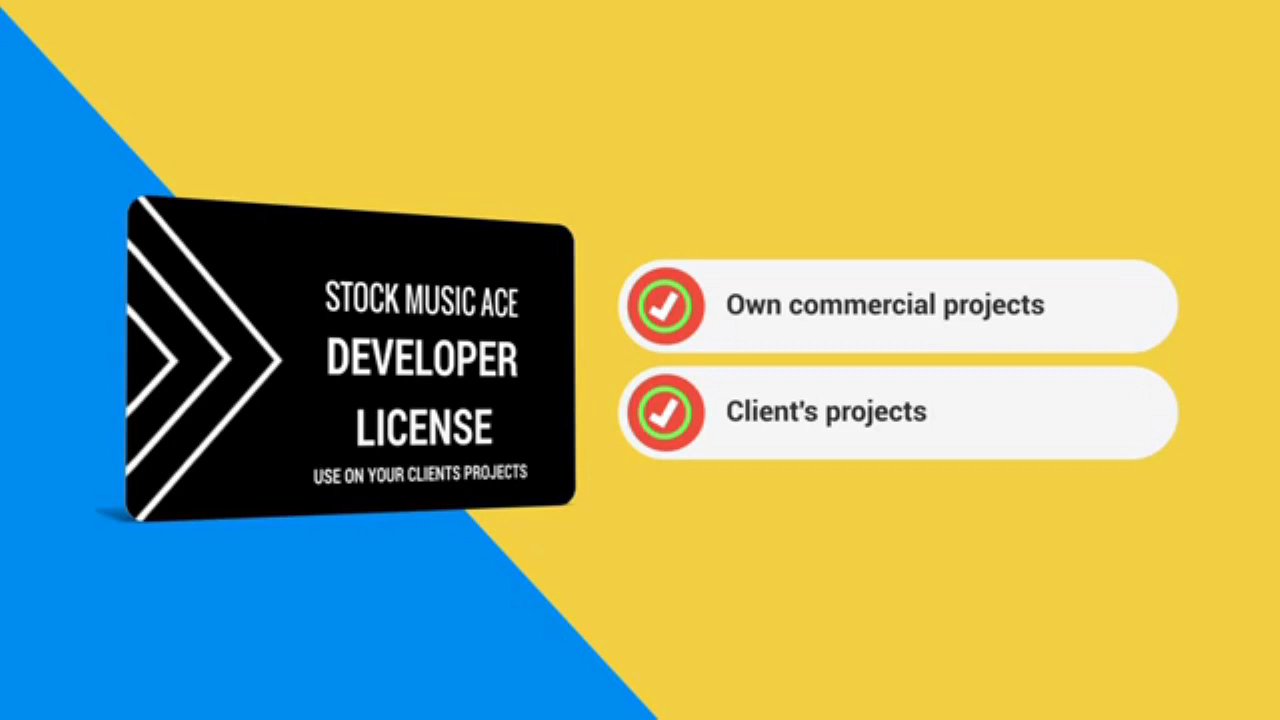 STOCK MUSIC ACE
DEVELOPER
LICENSE
USE ON YOUR CLIENTS PROJECTS
Own commercial projects
Client's projects